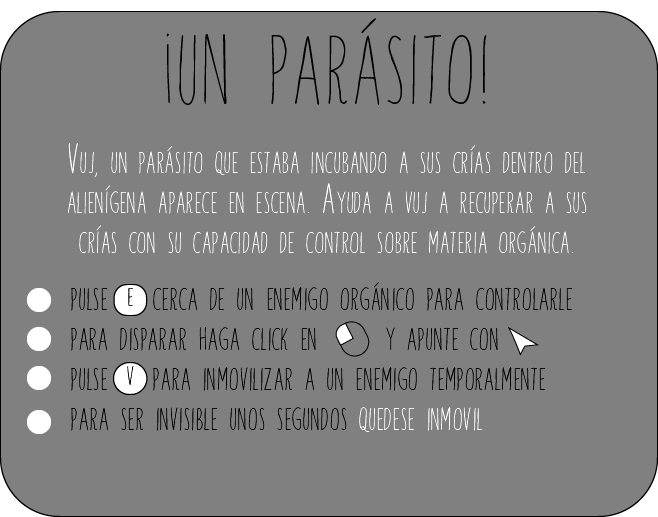 ¡UN PARÁSITO!
VUJ, UN PARÁSITO QUE ESTABA INCUBANDO A SUS CRÍAS DENTRO DEL
ALIENÍGENA APARECE EN ESCENA. AYUDA A VUJ A RECUPERAR A SUS
CRÍAS CON SU CAPACIDAD DE CONTROL SOBRE MATERIA ORGÁNICA.
PULSE E CERCA DE UN ENEMIGO ORGÁNICO PARA CONTROLARLE
PARA DISPARAR HAGA CLICK EN Y APUNTE CON
PULSE V PARA INMOVILIZAR A UN ENEMIGO TEMPORALMENTE
PARA SER INVISIBLE UNOS SEGUNDOS QUEDESE INMOVIL